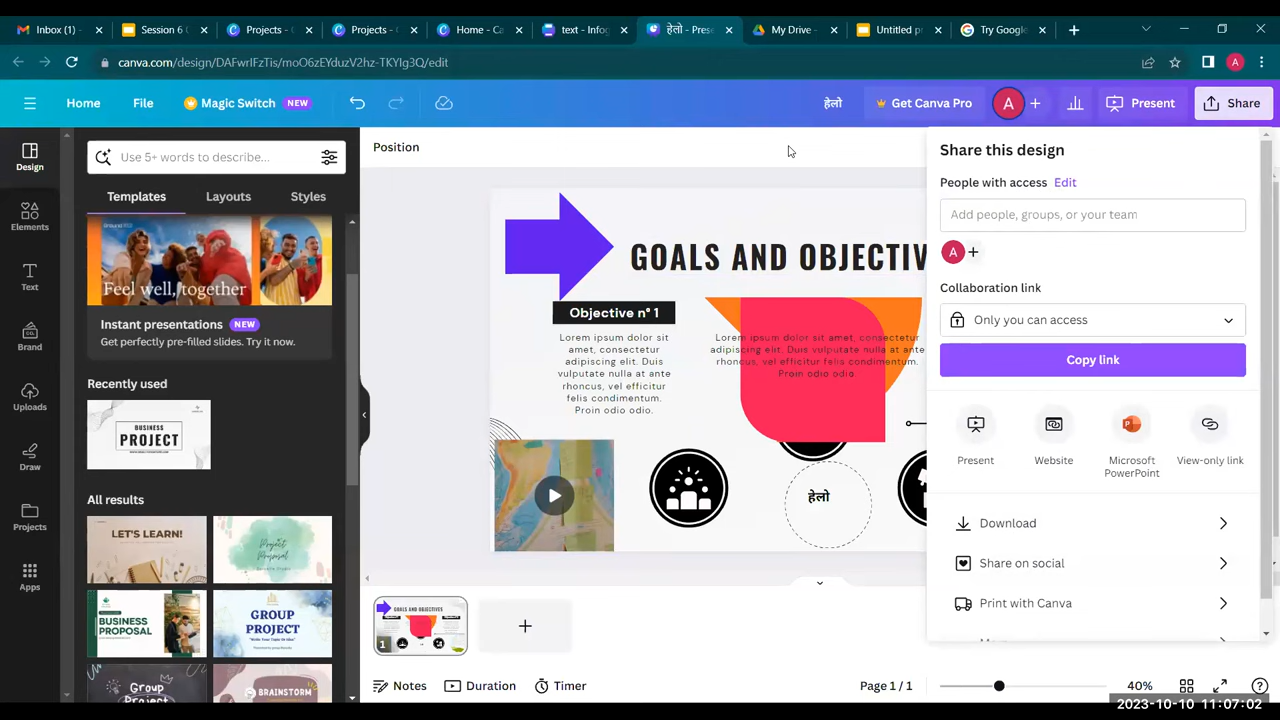 Inbox (1) -
Session 6 (
Projects - (
Projects - (
Home - Ca
text - Infog
हेलो - Prese
My Drive -
Untitled pr
Try Google
canva.com/design/DAFwrIFzTis/moO6zEYduzV2hz-TKYIg3Q/edit
A
Home
File
Magic Switch NEW
हेलो
Get Canva Pro
A
Present
Share
Design
Elements
Text
Brand
Uploads
Draw
Projects
Apps
Use 5+ words to describe...
Templates
Layouts
Styles
Feel well, together
Instant presentations NEW
Get perfectly pre-filled slides. Try it now.
Recently used
BUSINESS
PROJECT
All results
LET'S LEARN!
Project
Proposal
BUSINESS
PROPOSAL
GROUP
PROJECT
Group
Project
BRAINSTORM
Position
GOALS AND OBJECTIV
Objective n° 1
Lorem ipsum dolor sit
amet, consectetur
adipiscing elit. Duis
vulputate nulla at ante
rhoncus, vel efficitur
felis condimentum.
Proin odio odio.
Lorem ipsum dolor sit amet, consectetur
adipiscing elit. Duis vulputate nulla at ante
rhoncus, vel efficitur felis condimentum.
Proin odio odio.
हेलो
GOALS AND OBJECTIVES
1
Notes
Duration
Timer
Page 1 / 1
40%
Share this design
People with access Edit
Add people, groups, or your team
A
Collaboration link
Only you can access
Copy link
Present
Website
Microsoft
PowerPoint
View-only link
Download
Share on social
Print with Canva
2023-10-10 11:07:02